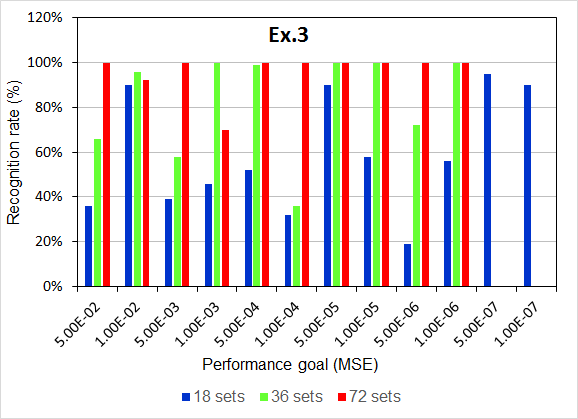 Ex.3
120%
100%
80%
60%
40%
20%
0%
Recognition rate (%)
5.00E-02
1.00E-02
5.00E-03
1.00E-03
5.00E-04
1.00E-04
5.00E-05
1.00E-05
5.00E-06
1.00E-06
5.00E-07
1.00E-07
Performance goal (MSE)
18 sets 36 sets 72 sets